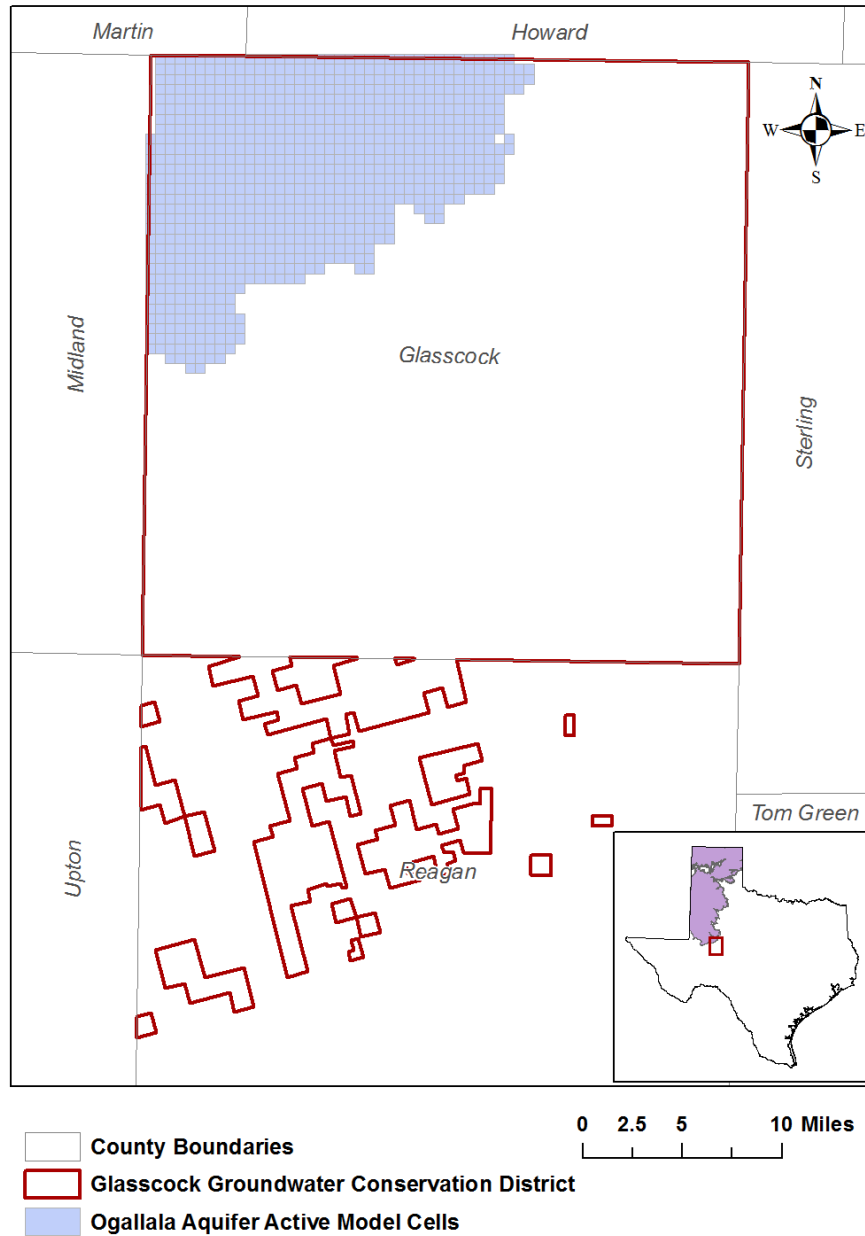 Martin
Howard
N
W
E
S
Midland
Glasscock
Sterling
Tom Green
Upton
Reagan
0 2.5 5 10 Miles
County Boundaries
Glasscock Groundwater Conservation District
Ogallala Aquifer Active Model Cells